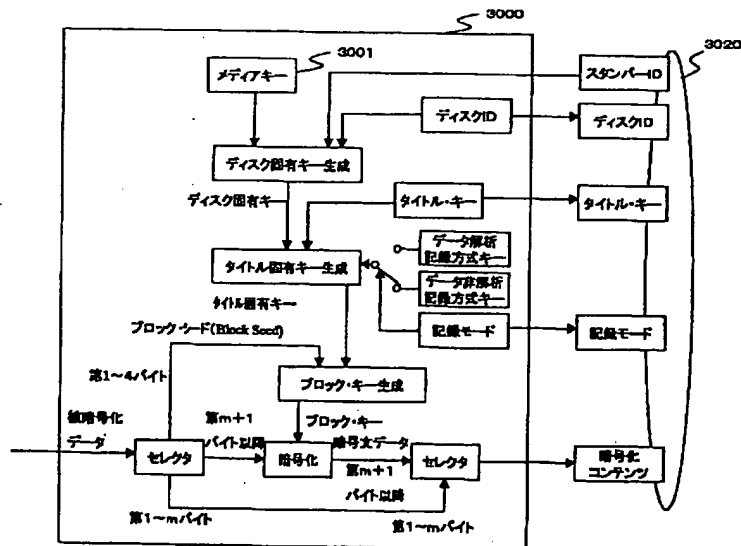 3000
3001
3020
メディアキー
スタンパーID
ディスクID
ディスクID
ディスク固有キー生成
ディスク固有キー
タイトル・キー
タイトル・キー
データ解析
記録方式キー
タイトル固有キー生成
データ非解析
記録方式キー
タイトル固有キー
記録モード
記録モード
ブロック・シード(Block Seed)
第1~4バイト
ブロック・キー生成
被暗号化
データ
第m+1
バイト以降
ブロック・キー
暗号文データ
セレクタ
暗号化
第m+1
バイト以降
セレクタ
暗号化
コンテンツ
第1~mバイト
第1~mバイト